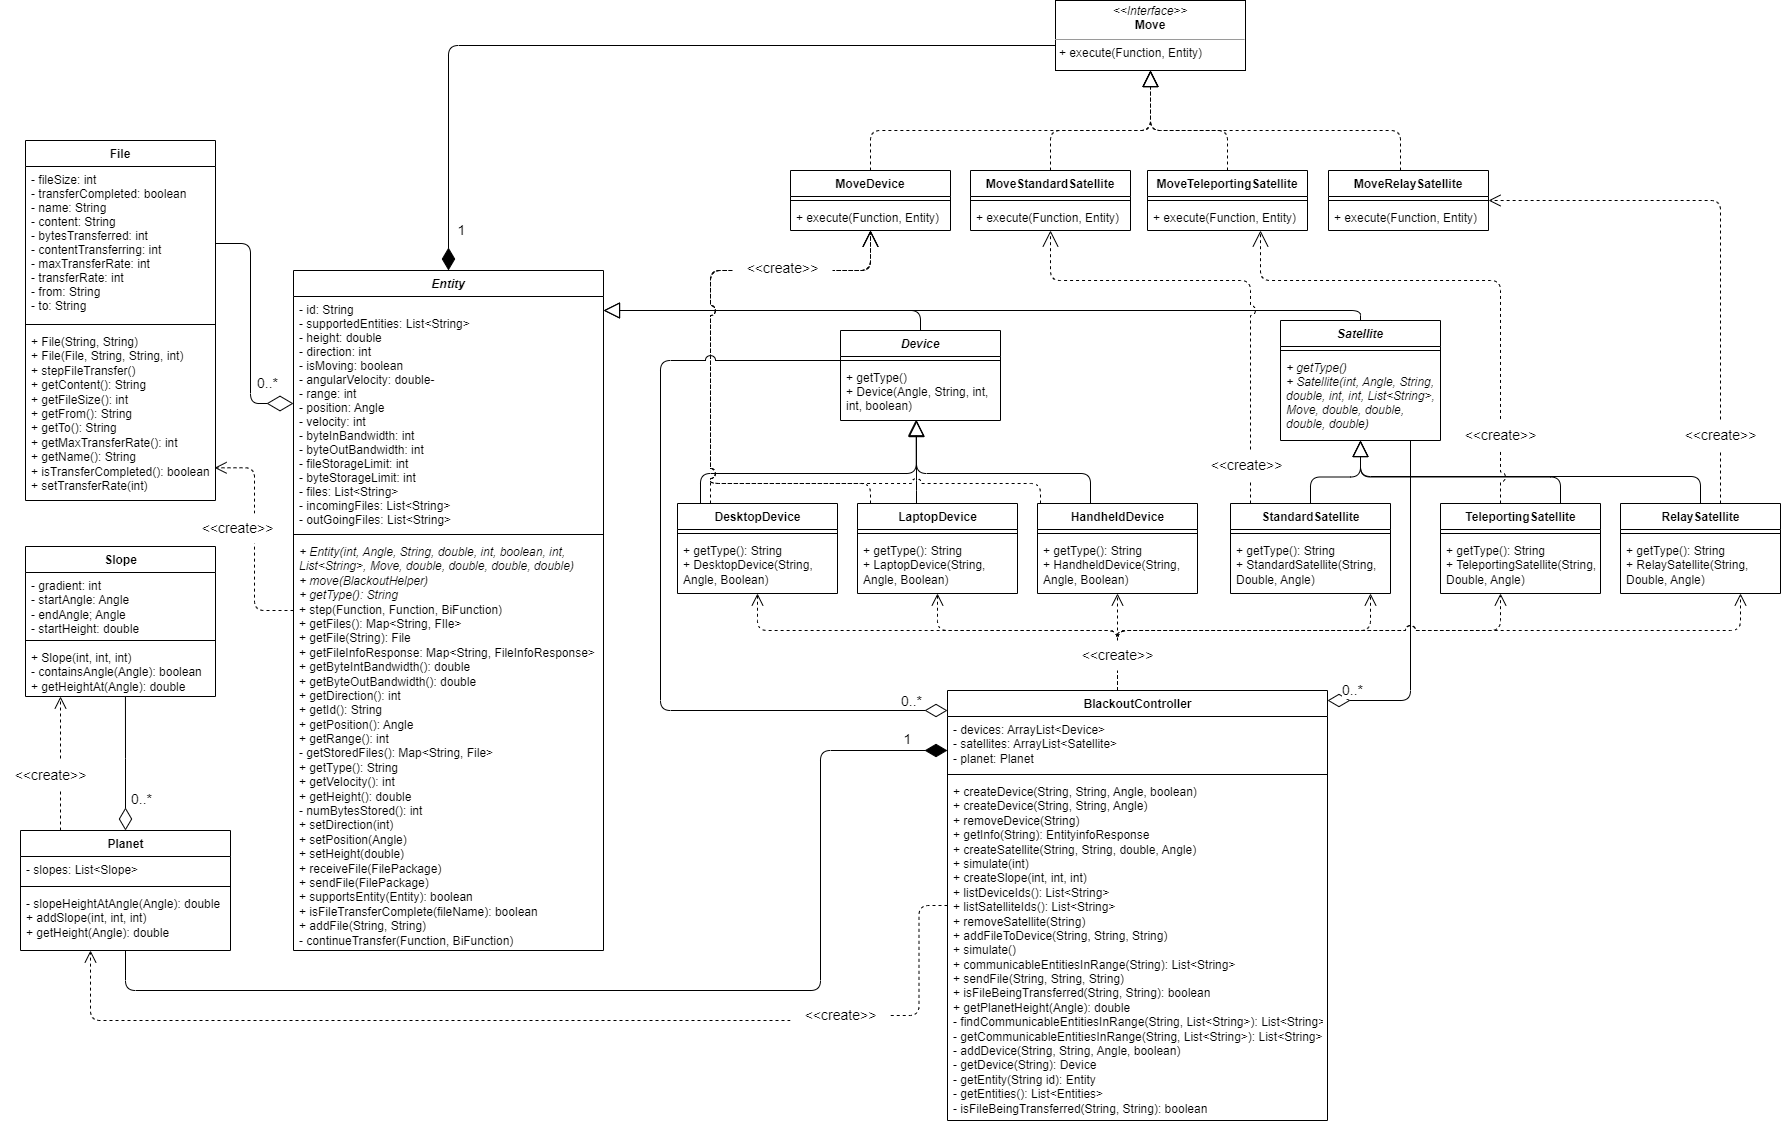 <<Interface>>
Move
+ execute(Function, Entity)
File
- fileSize: int
- transferCompleted: boolean
- name: String
- content: String
- bytesTransferred: int
- contentTransferring: int
- maxTransferRate: int
- transferRate: int
- from: String
- to: String
+ File(String, String)
+ File(File, String, String, int)
+ stepFileTransfer()
+ getContent(): String
+ getFileSize(): int
+ getFrom(): String
+ getTo(): String
+ getMaxTransferRate(): int
+ getName(): String
+ isTransferCompleted(): boolean
+ setTransferRate(int)
MoveDevice
+ execute(Function, Entity)
MoveStandardSatellite
+ execute(Function, Entity)
MoveTeleportingSatellite
+ execute(Function, Entity)
MoveRelaySatellite
+ execute(Function, Entity)
1
0..*
<<create>>
Entity
- id: String
- supportedEntities: List<String>
- height: double
- direction: int
- isMoving: boolean
- angularVelocity: double-
- range: int
- position: Angle
- velocity: int
- byteInBandwidth: int
- byteOutBandwidth: int
- fileStorageLimit: int
- byteStorageLimit: int
- files: List<String>
- incomingFiles: List<String>
- outGoingFiles: List<String>
+ Entity(int, Angle, String, double, int, boolean, int,
List<String>, Move, double, double, double, double)
+ move(BlackoutHelper)
+ getType(): String
+ step(Function, Function, BiFunction)
+ getFiles(): Map<String, FIle>
+ getFile(String): File
+ getFileInfoResponse: Map<String, FileInfoResponse>
+ getByteIntBandwidth(): double
+ getByteOutBandwidth(): double
+ getDirection(): int
+ getId(): String
+ getPosition(): Angle
+ getRange(): int
- getStoredFiles(): Map<String, File>
+ getType(): String
+ getVelocity(): int
+ getHeight(): double
- numBytesStored(): int
+ setDirection(int)
+ setPosition(Angle)
+ setHeight(double)
+ receiveFile(FilePackage)
+ sendFile(FilePackage)
+ supportsEntity(Entity): boolean
+ isFileTransferComplete(fileName): boolean
+ addFile(String, String)
- continueTransfer(Function, BiFunction)
Device
+ getType()
+ Device(Angle, String, int,
int, boolean)
Satellite
+ getType()
+ Satellite(int, Angle, String,
double, int, int, List<String>,
Move, double, double,
double, double)
<<create>>
<<create>>
<<create>>
<<create>>
DesktopDevice
+ getType(): String
+ DesktopDevice(String,
Angle, Boolean)
LaptopDevice
+ getType(): String
+ LaptopDevice(String,
Angle, Boolean)
HandheldDevice
+ getType(): String
+ HandheldDevice(String,
Angle, Boolean)
StandardSatellite
+ getType(): String
+ StandardSatellite(String,
Double, Angle)
TeleportingSatellite
+ getType(): String
+ TeleportingSatellite(String,
Double, Angle)
RelaySatellite
+ getType(): String
+ RelaySatellite(String,
Double, Angle)
Slope
- gradient: int
- startAngle: Angle
- endAngle; Angle
- startHeight: double
+ Slope(int, int, int)
- containsAngle(Angle): boolean
+ getHeightAt(Angle): double
<<create>>
0..*
Planet
- slopes: List<Slope>
- slopeHeightAtAngle(Angle): double
+ addSlope(int, int, int)
+ getHeight(Angle): double
<<create>>
0..*
0..*
1
BlackoutController
- devices: ArrayList<Device>
- satellites: ArrayList<Satellite>
- planet: Planet
+ createDevice(String, String, Angle, boolean)
+ createDevice(String, String, Angle)
+ removeDevice(String)
+ getInfo(String): EntityinfoResponse
+ createSatellite(String, String, double, Angle)
+ simulate(int)
+ createSlope(int, int, int)
+ listDeviceIds(): List<String>
+ listSatelliteIds(): List<String>
+ removeSatellite(String)
+ addFileToDevice(String, String, String)
+ simulate()
+ communicableEntitiesInRange(String): List<String>
+ sendFile(String, String, String)
+ isFileBeingTransferred(String, String): boolean
+ getPlanetHeight(Angle): double
- findCommunicableEntitiesInRange(String, List<String>): List<String>
- getCommunicableEntitiesInRange(String, List<String>): List<String>
- addDevice(String, String, Angle, boolean)
- getDevice(String): Device
- getEntity(String id): Entity
- getEntities(): List<Entities>
- isFileBeingTransferred(String, String): boolean
<<create>>